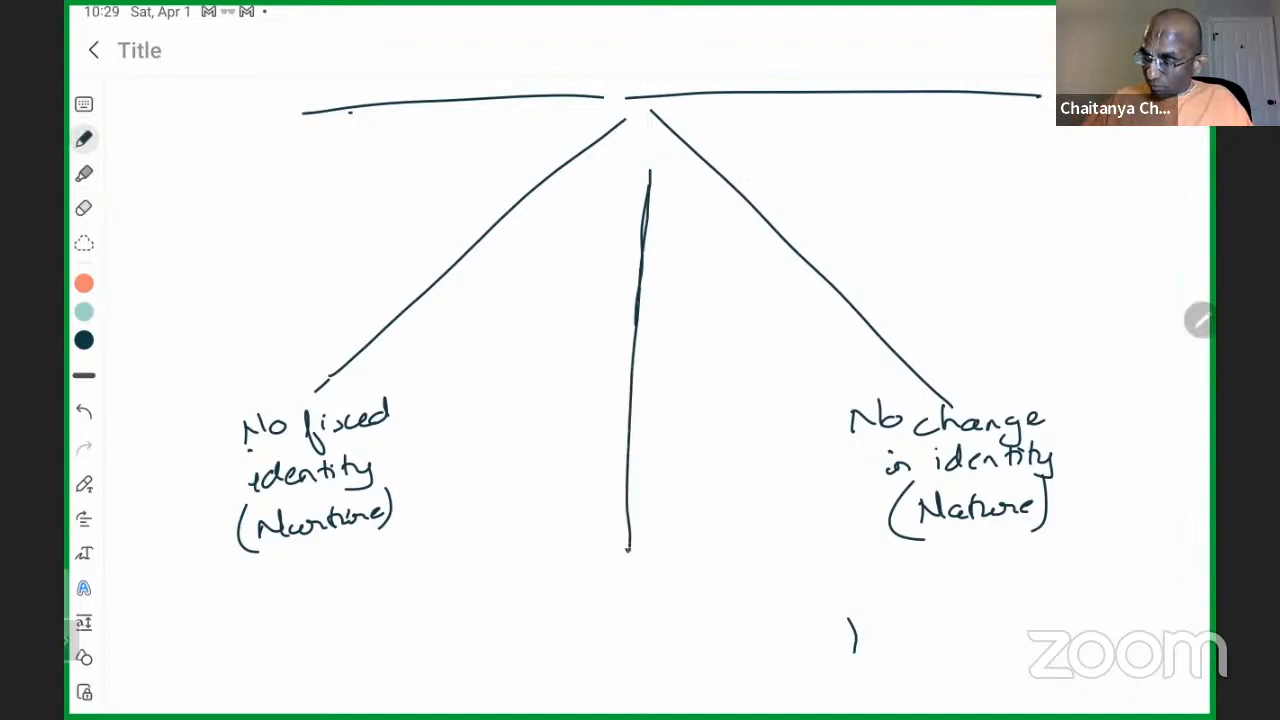 10:29 Sat, Apr 1
Title
Chaitanya Ch...
No fixed
identity
(Nurture)
No change
in identity
(Nature)
zoom